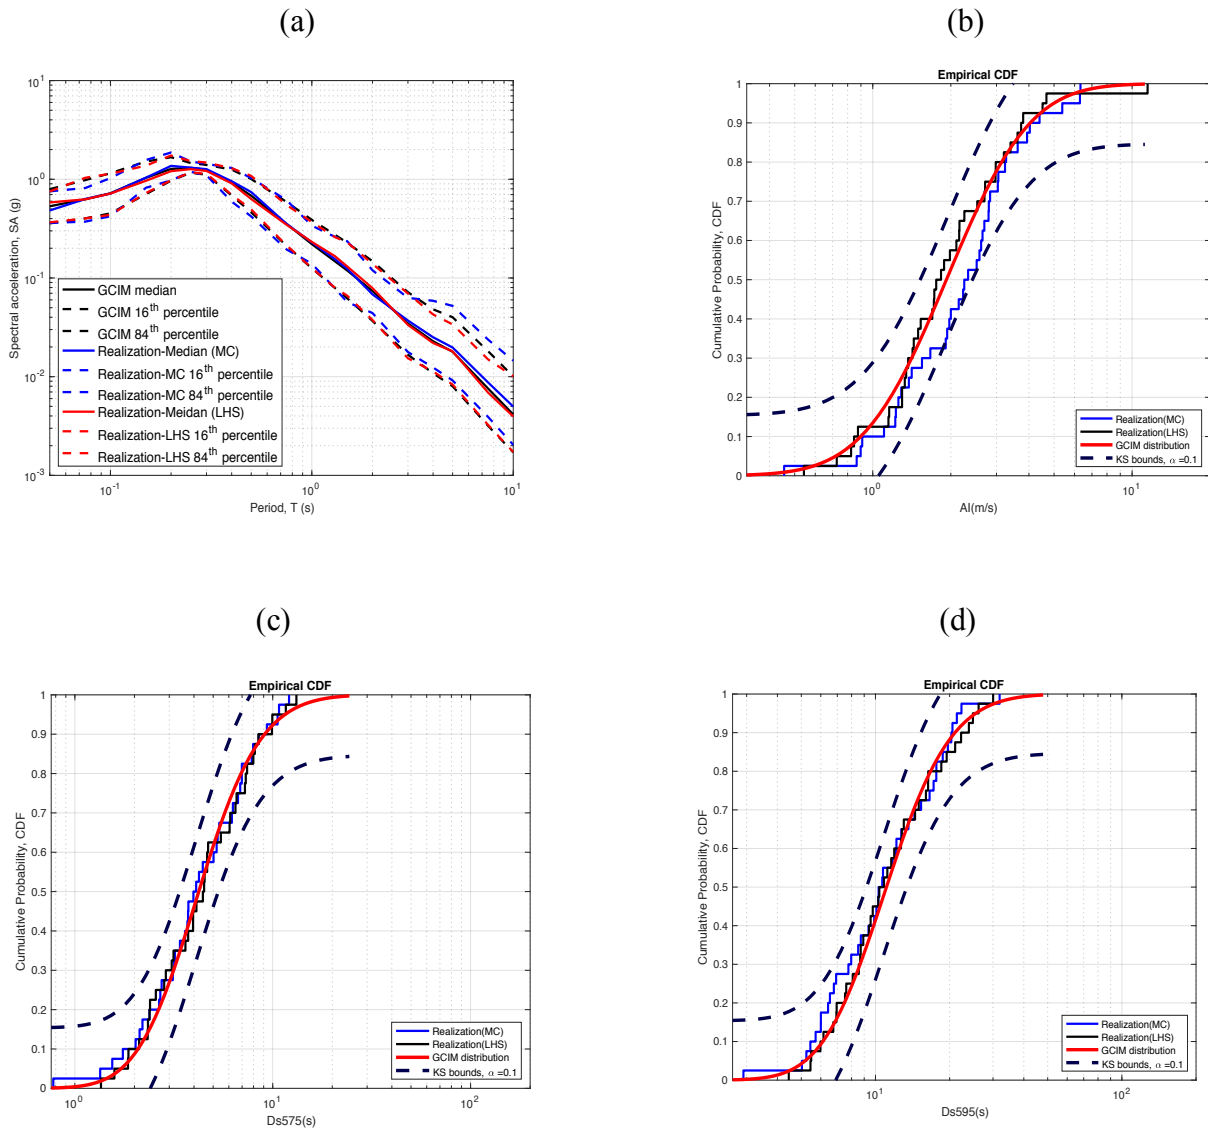 (a)
(b)
10^1
10^0
10^-1
10^-2
10^-3
Spectral acceleration, SA (g)
GCIM median
GCIM 16th percentile
GCIM 84th percentile
Realization-Median (MC)
Realization-MC 16th percentile
Realization-MC 84th percentile
Realization-Meidan (LHS)
Realization-LHS 16th percentile
Realization-LHS 84th percentile
10^-1
10^0
10^1
Period, T (s)
Empirical CDF
1
0.9
0.8
0.7
0.6
0.5
0.4
0.3
0.2
0.1
0
Cumulative Probability, CDF
Realization(MC)
Realization(LHS)
GCIM distribution
KS bounds, α =0.1
10^0
10^1
AI(m/s)
(c)
(d)
Empirical CDF
1
0.9
0.8
0.7
0.6
0.5
0.4
0.3
0.2
0.1
0
Cumulative Probability, CDF
Realization(MC)
Realization(LHS)
GCIM distribution
KS bounds, α =0.1
10^0
10^1
10^2
Ds575(s)
Empirical CDF
1
0.9
0.8
0.7
0.6
0.5
0.4
0.3
0.2
0.1
0
Cumulative Probability, CDF
Realization(MC)
Realization(LHS)
GCIM distribution
KS bounds, α =0.1
10^1
10^2
Ds595(s)